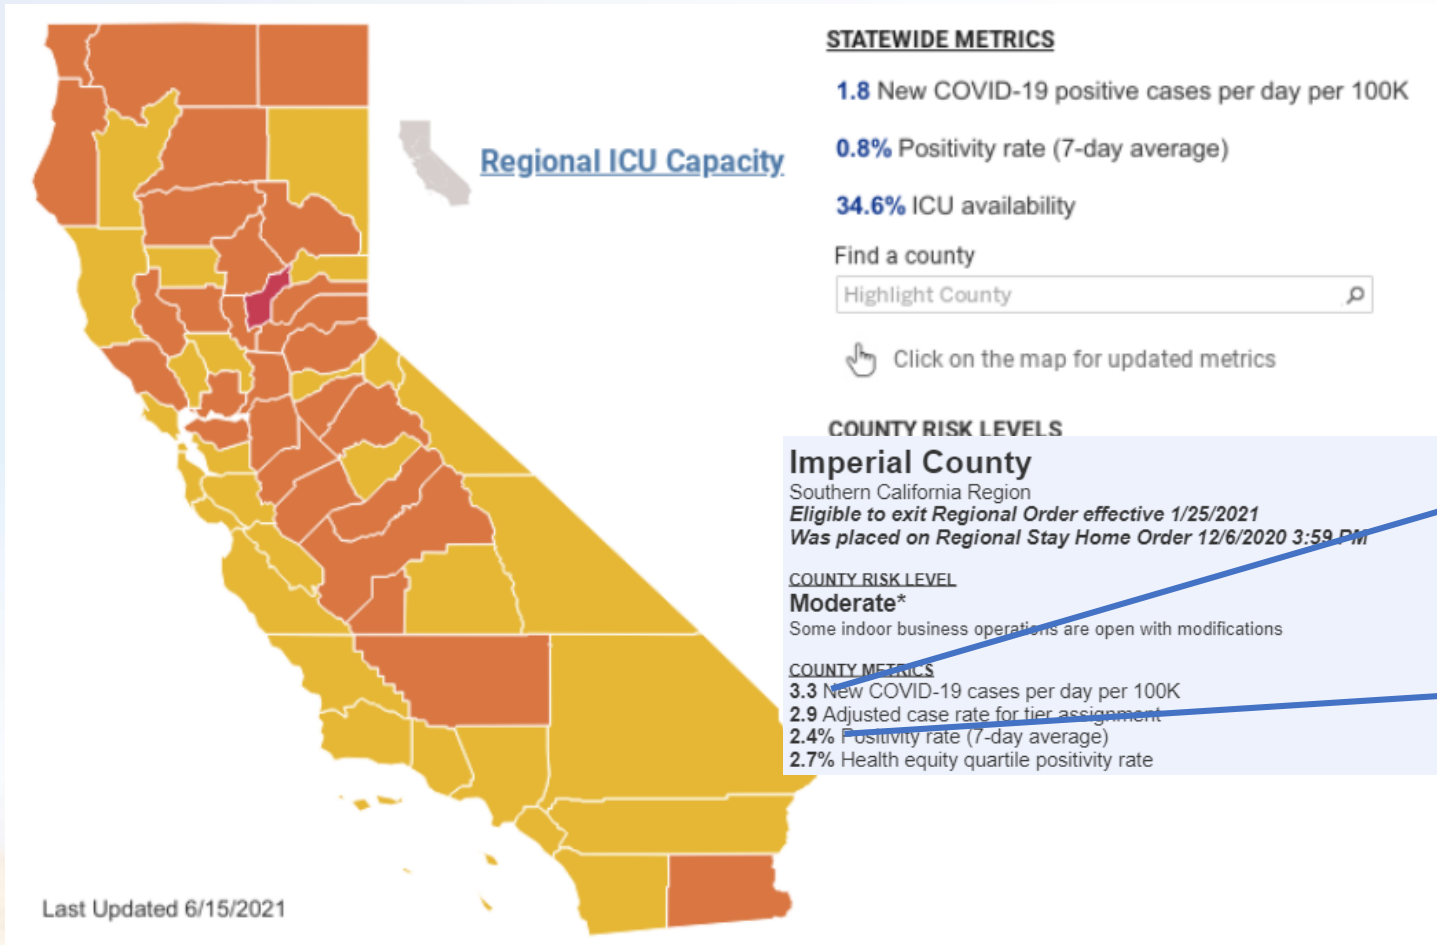 STATEWIDE METRICS
1.8 New COVID-19 positive cases per day per 100K
Regional ICU Capacity
0.8% Positivity rate (7-day average)
34.6% ICU availability
Find a county
Highlight County
Click on the map for updated metrics
COUNTY RISK LEVELS
Imperial County
Southern California Region
Eligible to exit Regional Order effective 1/25/2021
Was placed on Regional Stay Home Order 12/6/2020 3:59 PM
COUNTY RISK LEVEL
Moderate*
Some indoor business operations are open with modifications
COUNTY METRICS
3.3 New COVID-19 cases per day per 100K
2.9 Adjusted case rate for tier assignment
2.4% Positivity rate (7-day average)
2.7% Health equity quartile positivity rate
Last Updated 6/15/2021